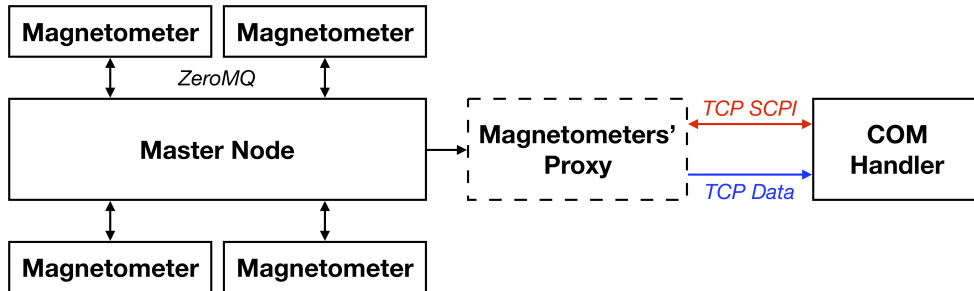 Magnetometer
Magnetometer
ZeroMQ
Master Node
Magnetometers’
Proxy
TCP SCPI
TCP Data
COM
Handler
Magnetometer
Magnetometer